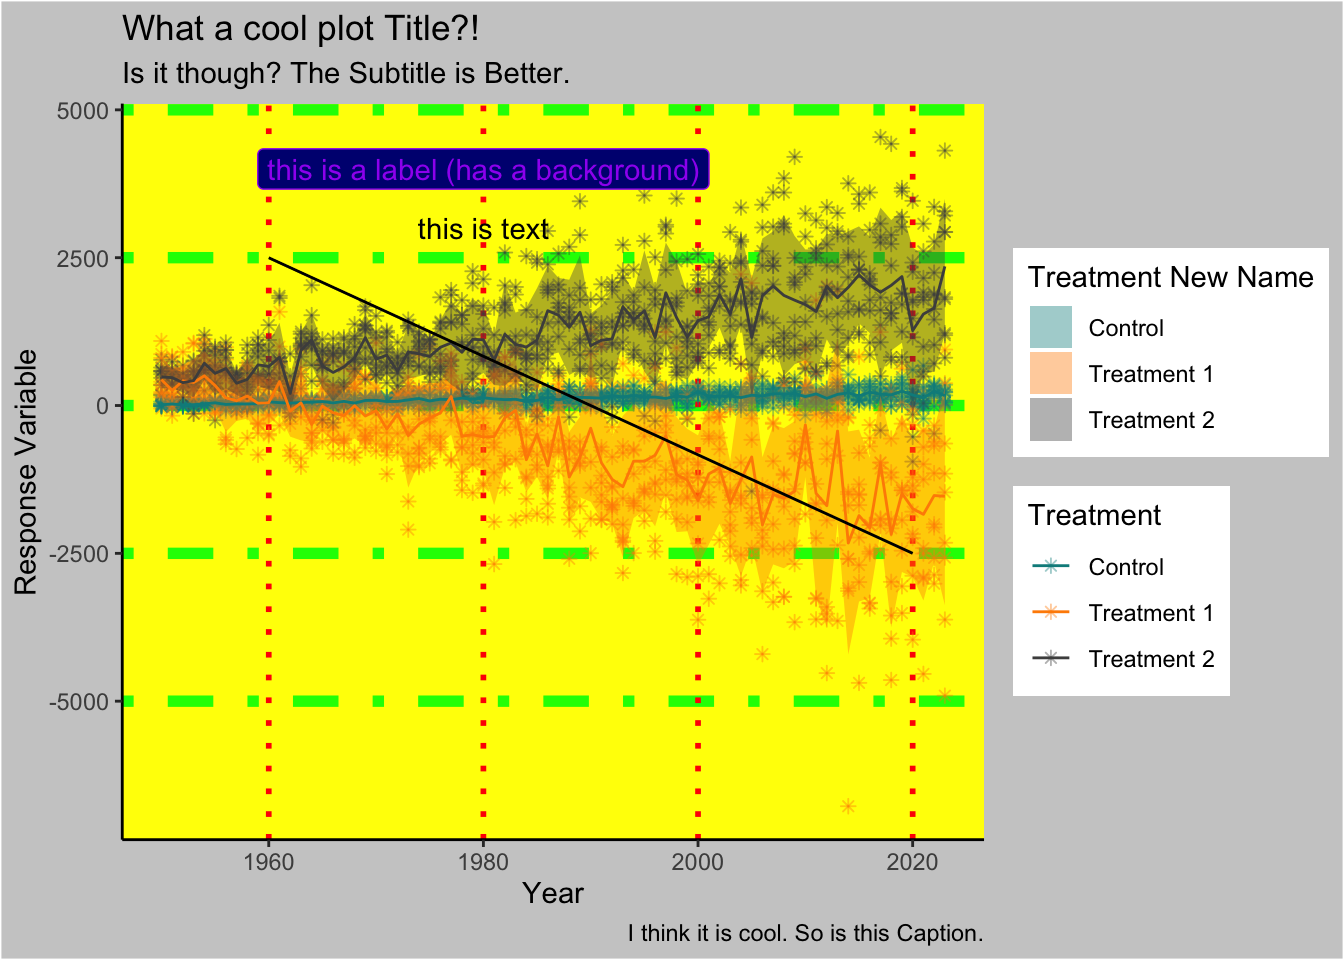 What a cool plot Title?!
Is it though? The Subtitle is Better.
5000
2500
0
-2500
-5000
Response Variable
this is a label (has a background)
this is text
1960
1980
2000
2020
Year
I think it is cool. So is this Caption.
Treatment New Name
Control
Treatment 1
Treatment 2
Treatment
Control
Treatment 1
Treatment 2